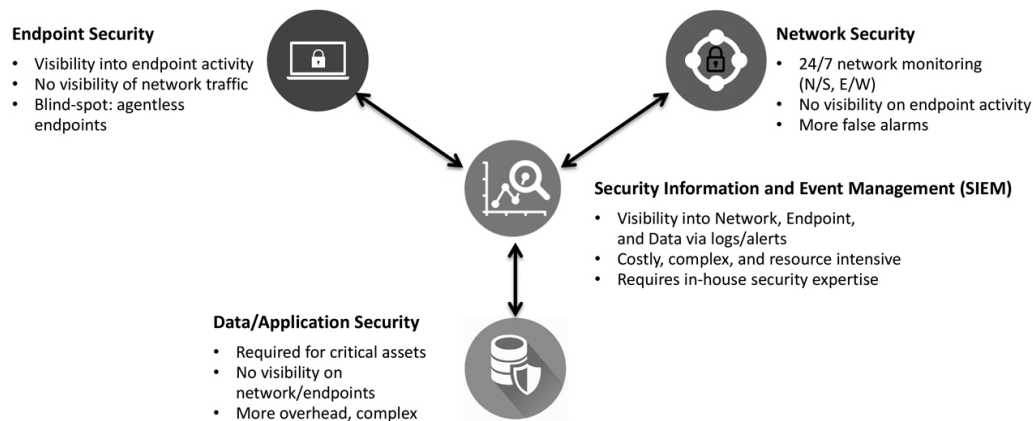 Endpoint Security
• Visibility into endpoint activity
• No visibility of network traffic
• Blind-spot: agentless
endpoints
Network Security
• 24/7 network monitoring
(N/S, E/W)
• No visibility on endpoint activity
• More false alarms
Security Information and Event Management (SIEM)
• Visibility into Network, Endpoint,
and Data via logs/alerts
• Costly, complex, and resource intensive
• Requires in-house security expertise
Data/Application Security
• Required for critical assets
• No visibility on
network/endpoints
• More overhead, complex